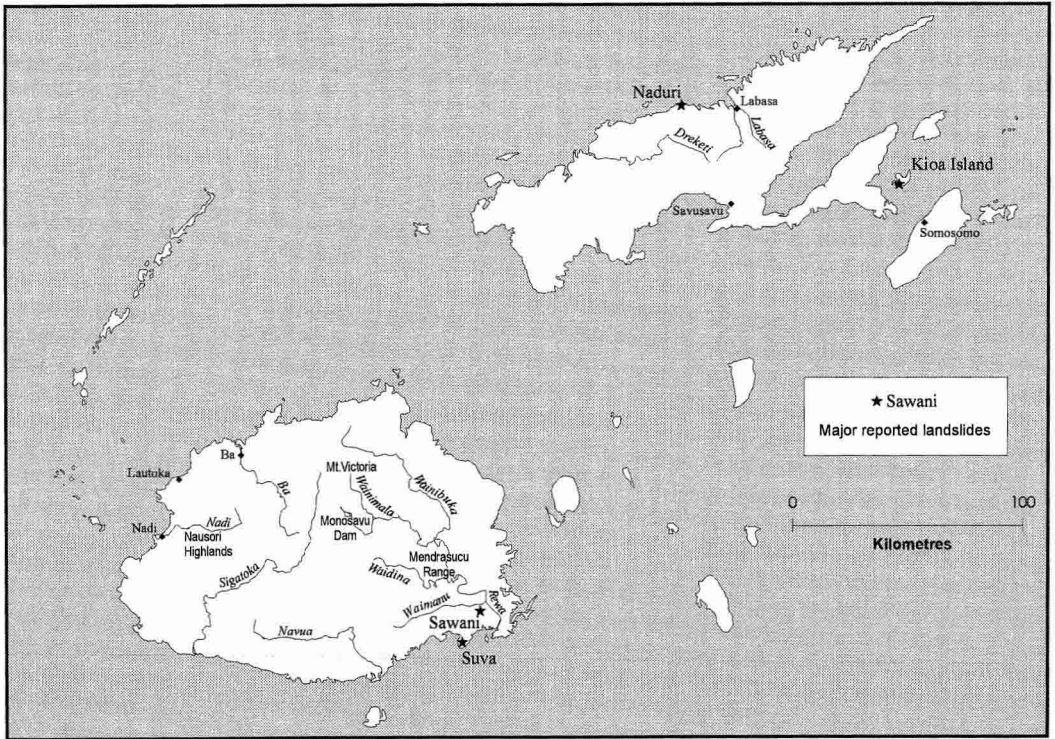 Naduri
Labasa
Dreketi
Labasa
Kioa Island
Savusavu
Somosomo
★ Sawani
Major reported landslides
0 100
Kilometres
Ba
Mt.Victoria
Lautoka
Wainibuka
Wainimala
Ba
Nadi
Nadi
Monosavu
Dam
Nausori
Highlands
Mendrasucu
Range
Sigatoka
Waidina
Waimanu
Rewa
Sawani
Navua
Suva